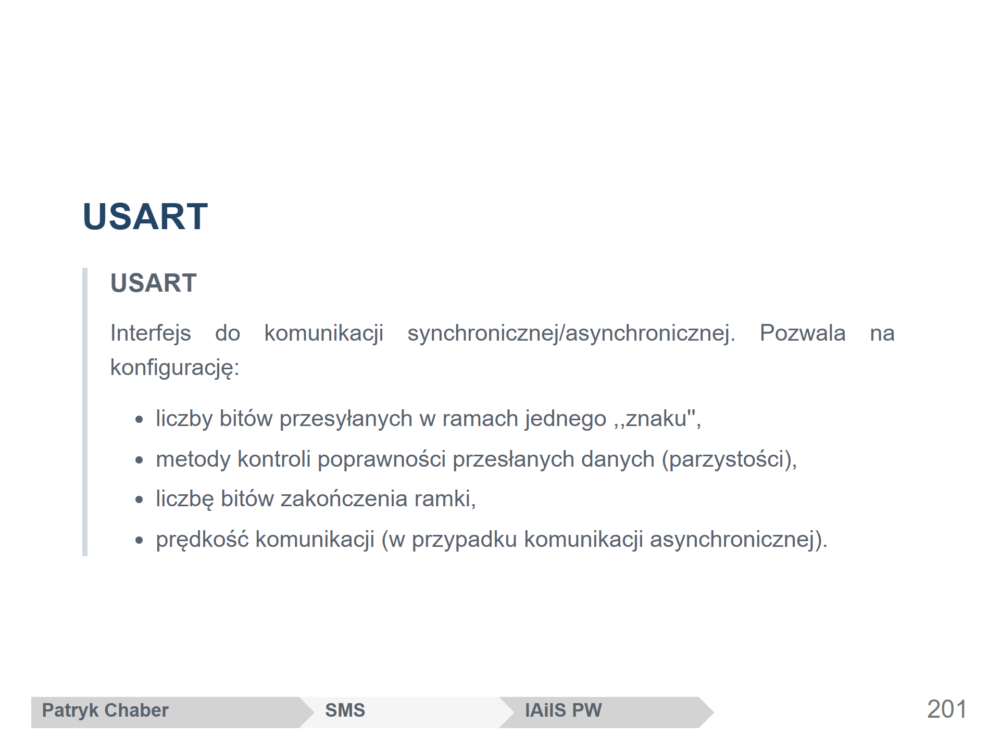 USART
USART
Interfejs do komunikacji synchronicznej/asynchronicznej. Pozwala na
konfigurację:
• liczby bitów przesyłanych w ramach jednego ,,znaku",
• metody kontroli poprawności przesłanych danych (parzystości),
• liczbę bitów zakończenia ramki,
• prędkość komunikacji (w przypadku komunikacji asynchronicznej).
Patryk Chaber SMS IAiIS PW 201